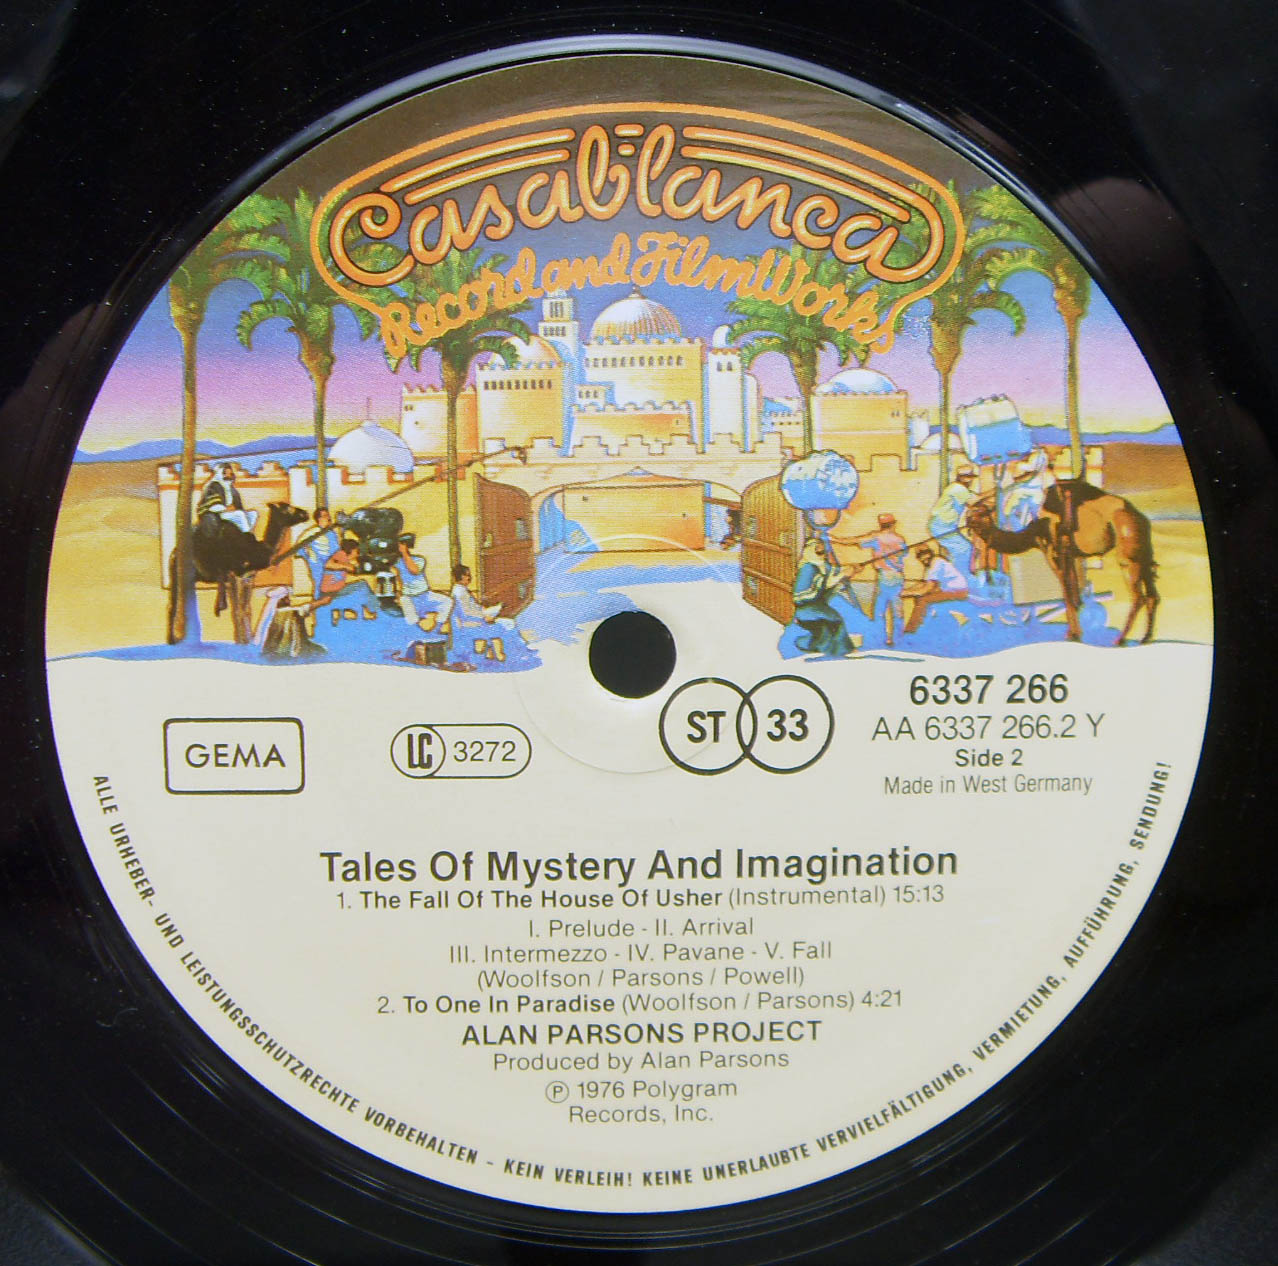 Casablanca
Record and FilmWorks
GEMA
LC 3272
ST 33
6337 266
AA 6337 266.2 Y
Side 2
Made in West Germany
Tales Of Mystery And Imagination
1. The Fall Of The House Of Usher (Instrumental) 15:13
I. Prelude - II. Arrival
III. Intermezzo - IV. Pavane - V. Fall
(Woolfson / Parsons / Powell)
2. To One In Paradise (Woolfson / Parsons) 4:21
ALAN PARSONS PROJECT
Produced by Alan Parsons
Ⓟ 1976 Polygram
Records, Inc.
ALLE URHEBER- UND LEISTUNGSSCHUTZRECHTE VORBEHALTEN - KEIN VERLEIH! KEINE UNERLAUBTE VERVIELFÄLTIGUNG, VERMIETUNG, AUFFÜHRUNG, SENDUNG!